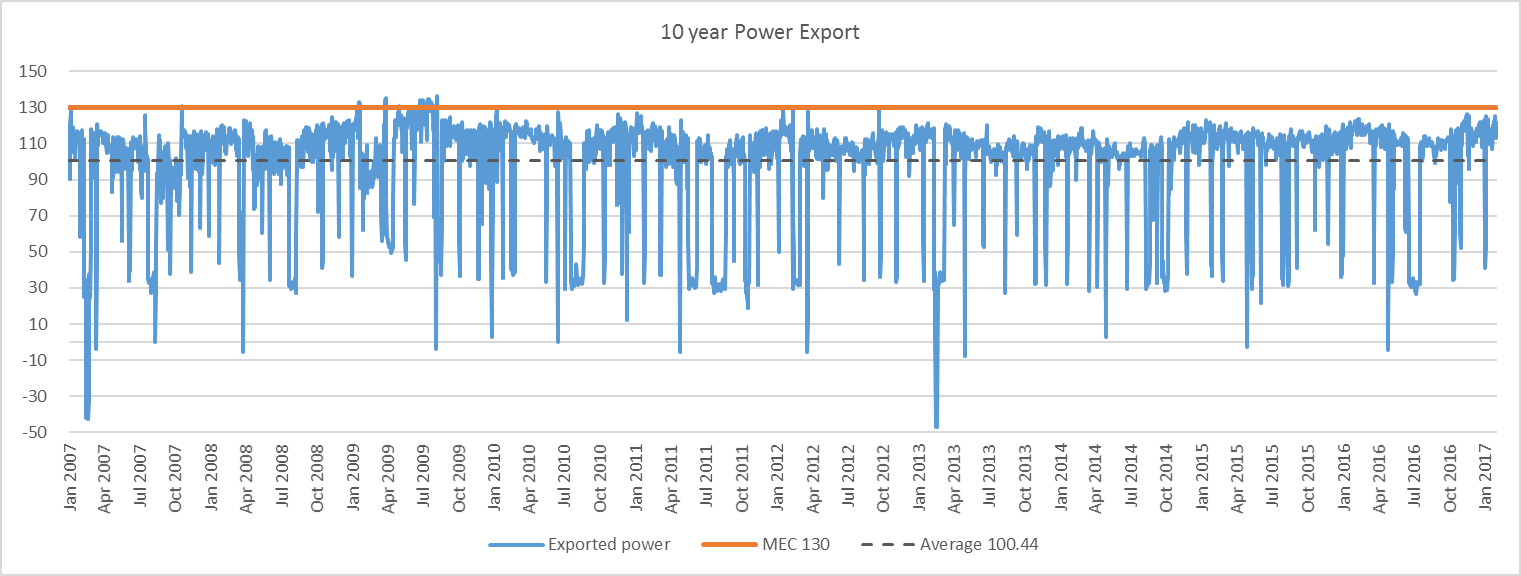 10 year Power Export
150
130
110
90
70
50
30
10
-10
-30
-50
Jan 2007
Apr 2007
Jul 2007
Oct 2007
Jan 2008
Apr 2008
Jul 2008
Oct 2008
Jan 2009
Apr 2009
Jul 2009
Oct 2009
Jan 2010
Apr 2010
Jul 2010
Oct 2010
Jan 2011
Apr 2011
Jul 2011
Oct 2011
Jan 2012
Apr 2012
Jul 2012
Oct 2012
Jan 2013
Apr 2013
Jul 2013
Oct 2013
Jan 2014
Apr 2014
Jul 2014
Oct 2014
Jan 2015
Apr 2015
Jul 2015
Oct 2015
Jan 2016
Apr 2016
Jul 2016
Oct 2016
Jan 2017
Exported power
MEC 130
Average 100.44